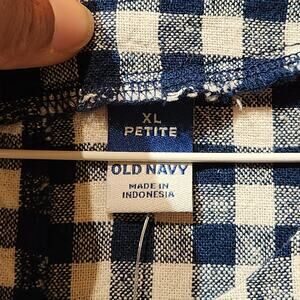 XL
PETITE
OLD NAVY
MADE IN
INDONESIA